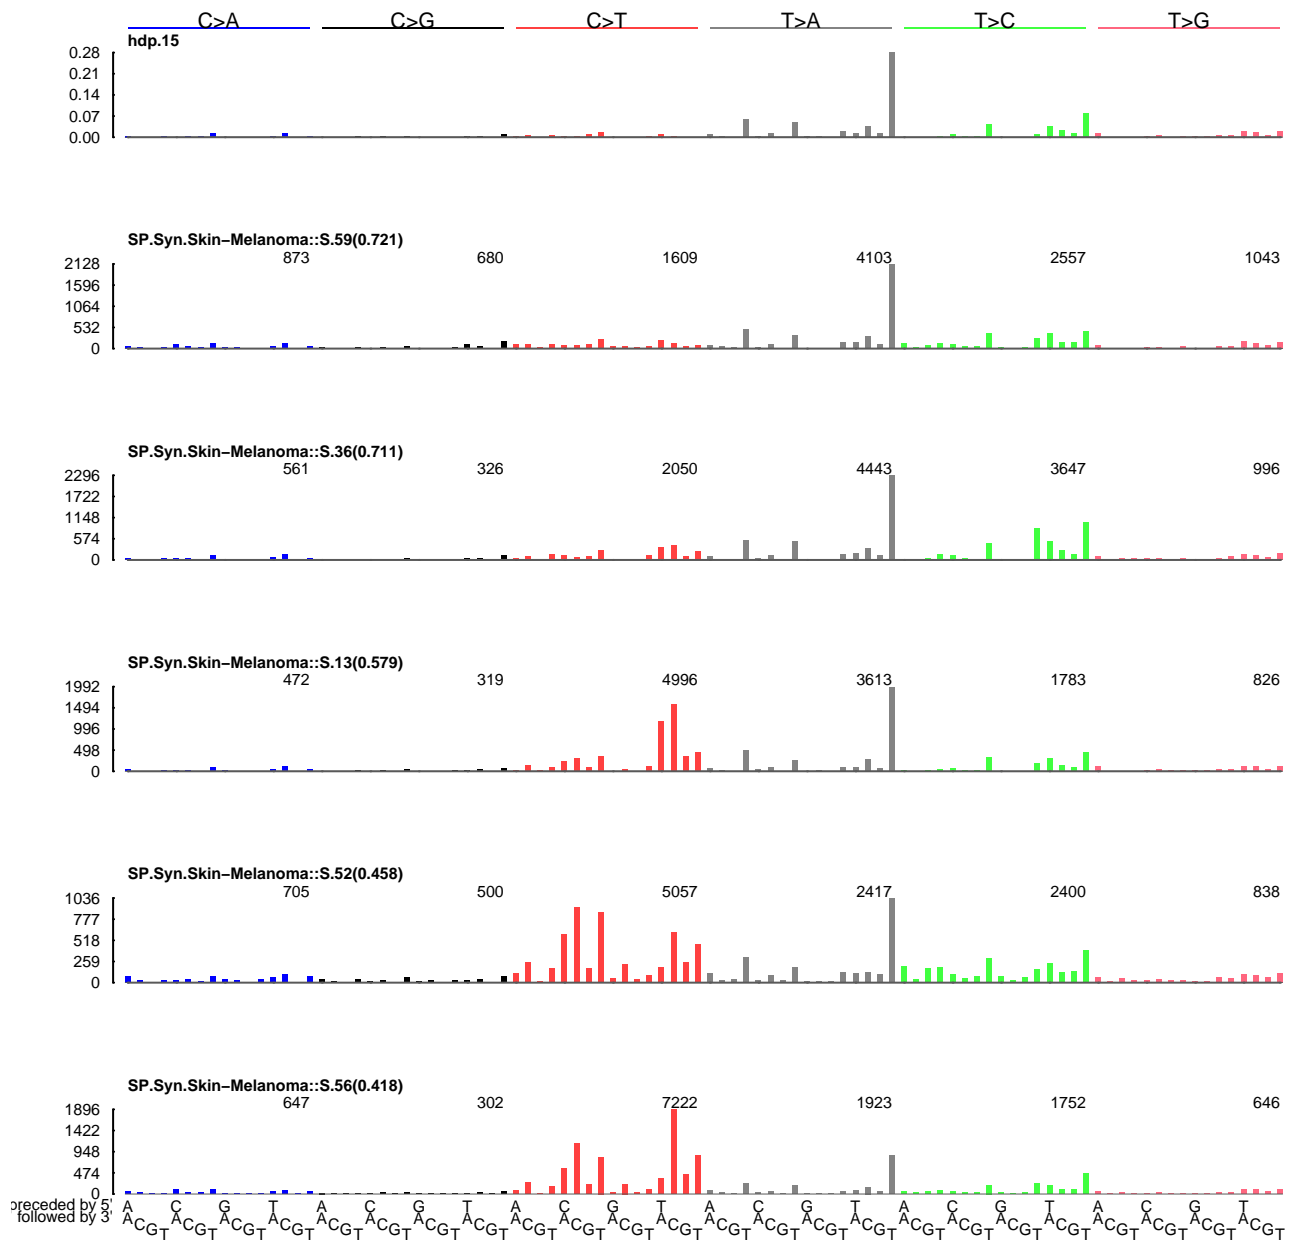 C>A C>G C>T T>A T>C T>G
hdp.15
0.28
0.21
0.14
0.07
0.00
SP.Syn.Skin−Melanoma::S.59(0.721)
873 680 1609 4103 2557 1043
2128
1596
1064
532
0
SP.Syn.Skin−Melanoma::S.36(0.711)
561 326 2050 4443 3647 996
2296
1722
1148
574
0
SP.Syn.Skin−Melanoma::S.13(0.579)
472 319 4996 3613 1783 826
1992
1494
996
498
0
SP.Syn.Skin−Melanoma::S.52(0.458)
705 500 5057 2417 2400 838
1036
777
518
259
0
SP.Syn.Skin−Melanoma::S.56(0.418)
647 302 7222 1923 1752 646
1896
1422
948
474
0
preceded by 5' A C G T A C G T A C G T A C G T A C G T A C G T
followed by 3' A C G T A C G T A C G T A C G T A C G T A C G T A C G T A C G T A C G T A C G T A C G T A C G T A C G T A C G T A C G T A C G T A C G T A C G T A C G T A C G T A C G T A C G T A C G T A C G T